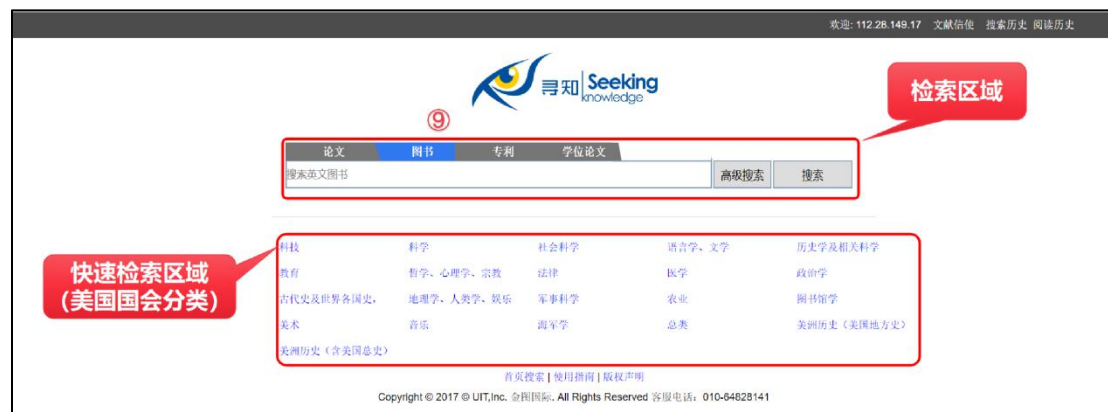 欢迎: 112.28.149.17 文献信使 搜索历史 阅读历史
寻知 Seeking knowledge
检索区域
⑨
论文 图书 专利 学位论文
搜索英文图书 高级搜索 搜索
快速检索区域
(美国国会分类)
科技 科学 社会科学 语言学、文学 历史学及相关科学
教育 哲学、心理学、宗教 法律 医学 政治学
古代史及世界各国史, 地理学、人类学、娱乐 军事科学 农业 图书馆学
美术 音乐 海军学 总类 美洲历史(美国地方史)
美洲历史(含美国总史)
首页搜索 | 使用指南 | 版权声明
Copyright © 2017 © UIT,Inc. 金图国际. All Rights Reserved 客服电话: 010-64828141